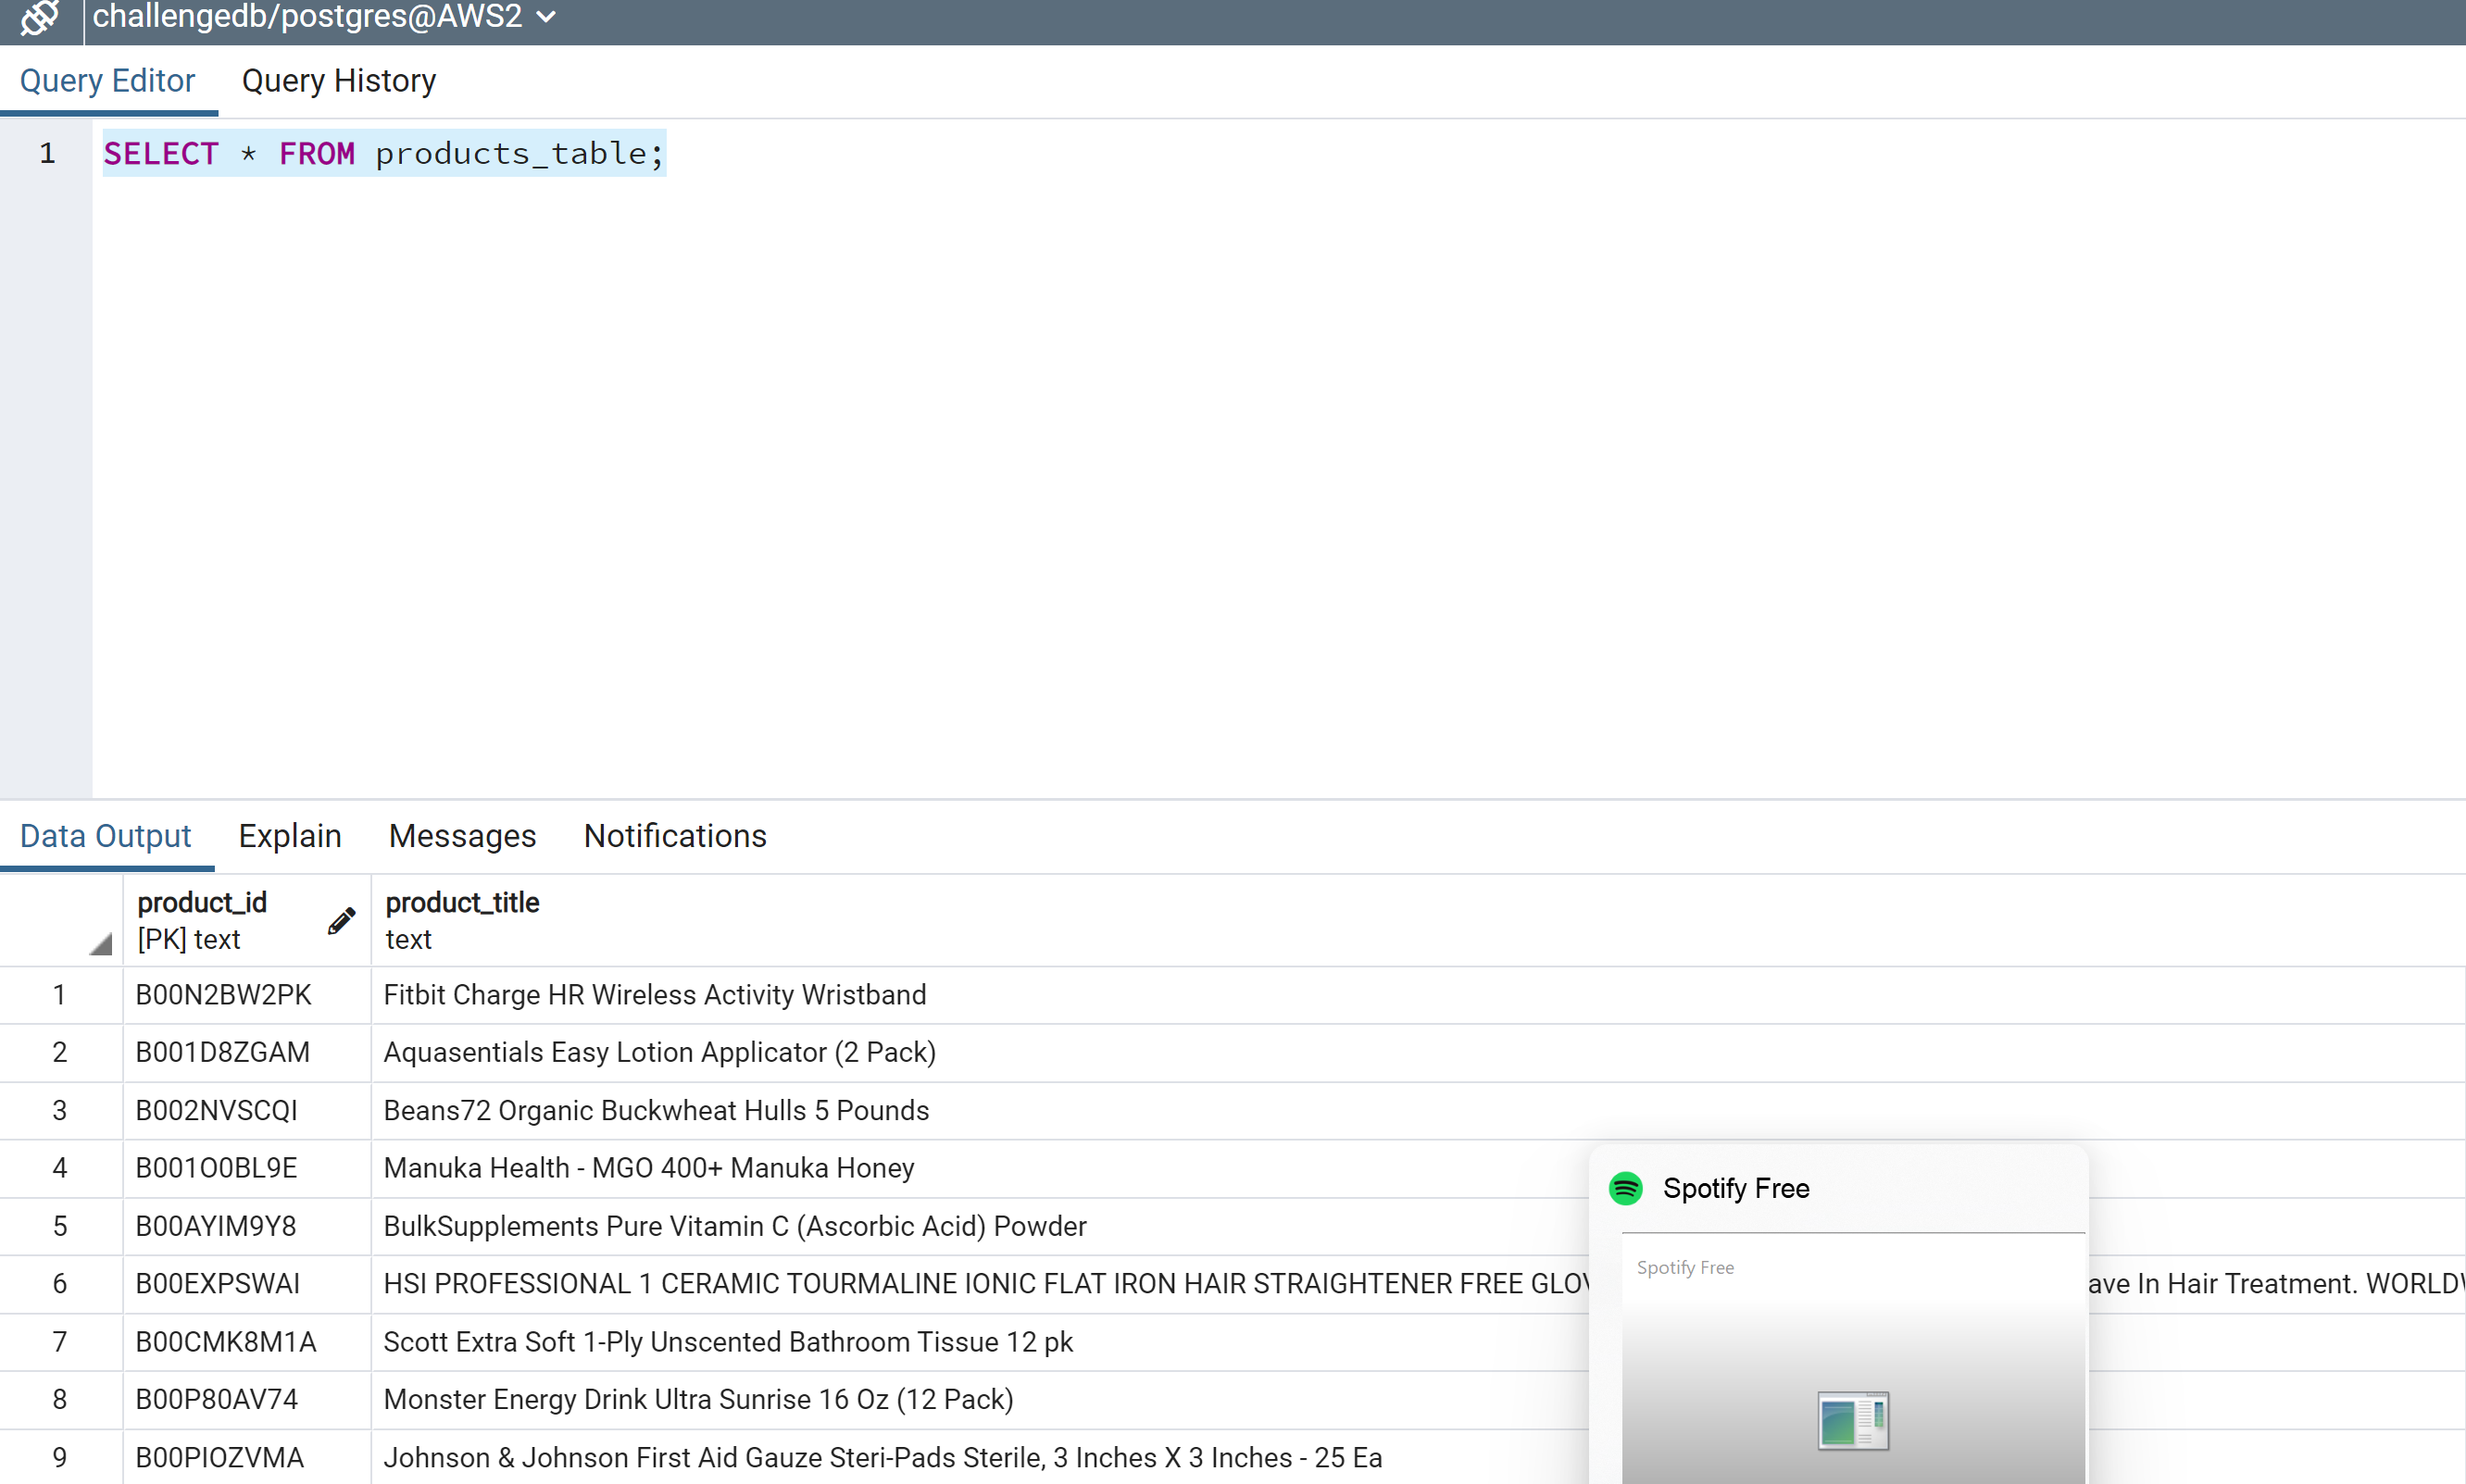 challengedb/postgres@AWS2
Query Editor Query History
1 SELECT * FROM products_table;
Data Output Explain Messages Notifications
product_id product_title
[PK] text text
1 B00N2BW2PK Fitbit Charge HR Wireless Activity Wristband
2 B001D8ZGAM Aquasentials Easy Lotion Applicator (2 Pack)
3 B002NVSCQI Beans72 Organic Buckwheat Hulls 5 Pounds
4 B001O0BL9E Manuka Health - MGO 400+ Manuka Honey
Spotify Free
5 B00AYIM9Y8 BulkSupplements Pure Vitamin C (Ascorbic Acid) Powder
Spotify Free
6 B00EXPSWAI HSI PROFESSIONAL 1 CERAMIC TOURMALINE IONIC FLAT IRON HAIR STRAIGHTENER FREE GLOV ave In Hair Treatment. WORLD
7 B00CMK8M1A Scott Extra Soft 1-Ply Unscented Bathroom Tissue 12 pk
8 B00P80AV74 Monster Energy Drink Ultra Sunrise 16 Oz (12 Pack)
9 B00PIOZVMA Johnson & Johnson First Aid Gauze Steri-Pads Sterile, 3 Inches X 3 Inches - 25 Ea